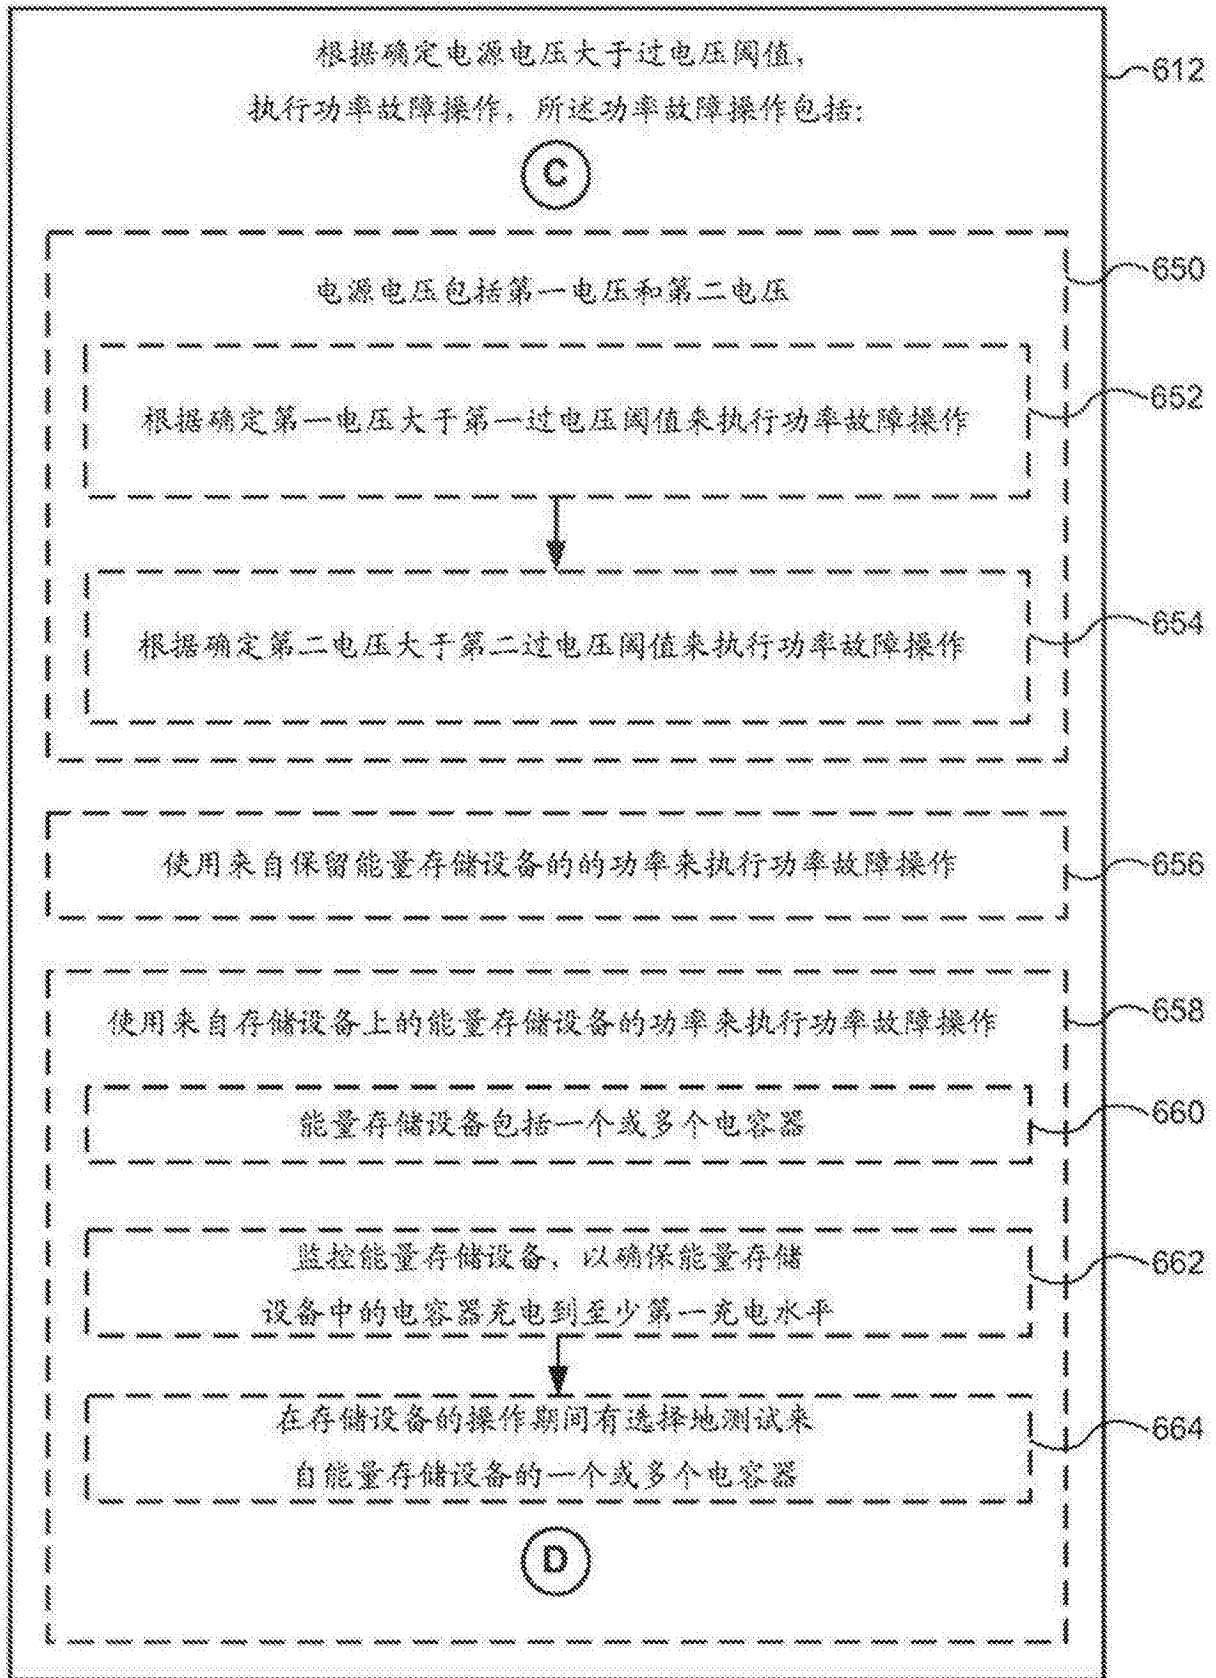 根据确定电源电压大于过电压阈值，
执行功率故障操作，所述功率故障操作包括：
612
C
650
电源电压包括第一电压和第二电压
652
根据确定第一电压大于第一过电压阈值来执行功率故障操作
654
根据确定第二电压大于第二过电压阈值来执行功率故障操作
656
使用来自保留能量存储设备的的功率来执行功率故障操作
658
使用来自存储设备上的能量存储设备的功率来执行功率故障操作
660
能量存储设备包括一个或多个电容器
662
监控能量存储设备，以确保能量存储
设备中的电容器充电到至少第一充电水平
664
在存储设备的操作期间有选择地测试来
自能量存储设备的一个或多个电容器
D